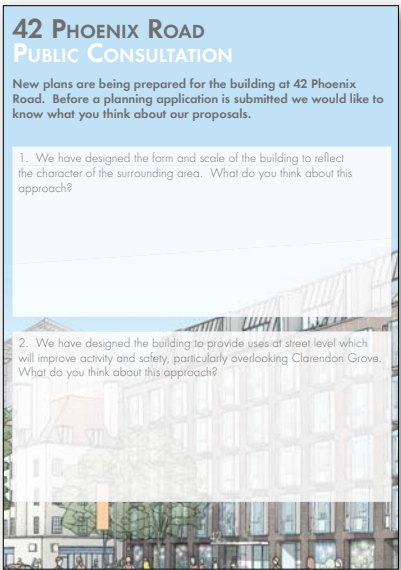 42 Phoenix Road
Public Consultation
New plans are being prepared for the building at 42 Phoenix
Road. Before a planning application is submitted we would like to
know what you think about our proposals.
1. We have designed the form and scale of the building to reflect
the character of the surrounding area. What do you think about this
approach?
2. We have designed the building to provide uses at street level which
will improve activity and safety, particularly overlooking Clarendon Grove.
What do you think about this approach?
42